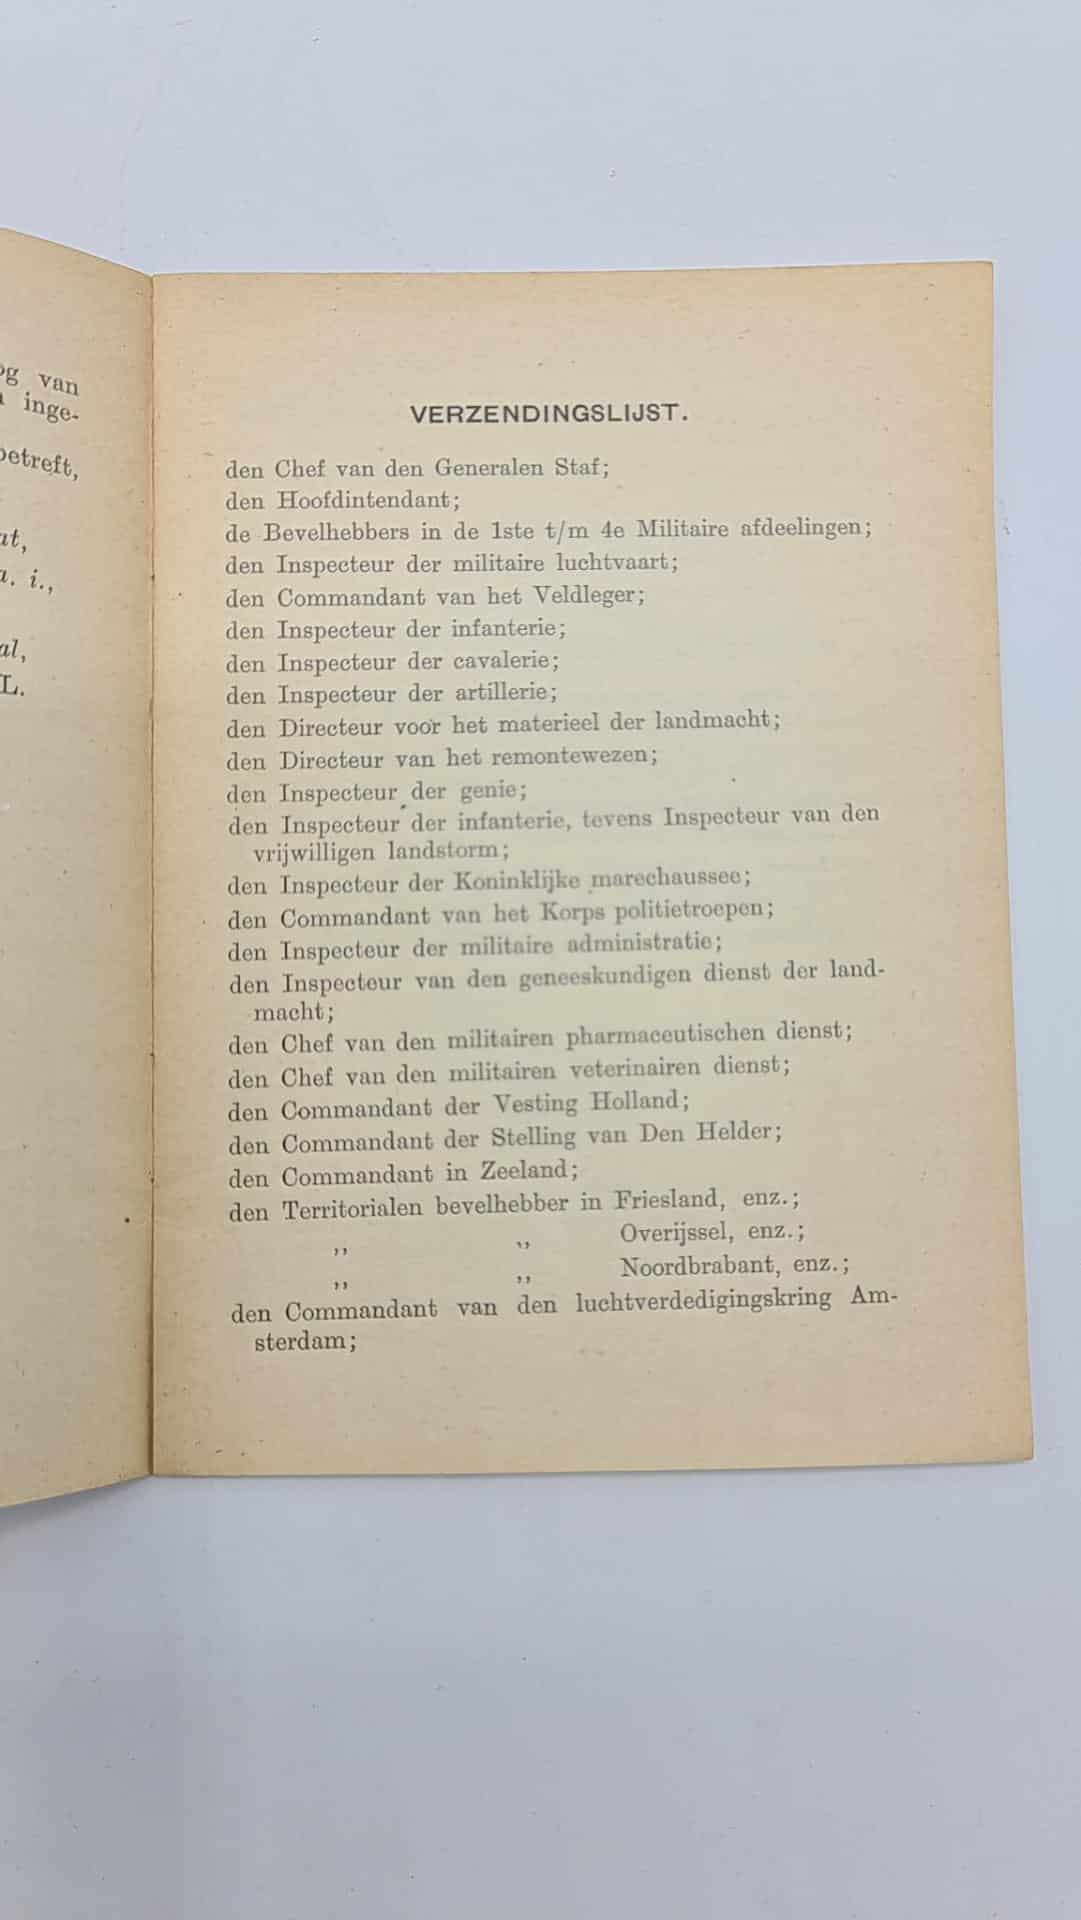 og van
inge-
betreft,
at,
a. i.,
al,
L.
VERZENDINGSLIJST.
den Chef van den Generalen Staf;
den Hoofdintendant;
de Bevelhebbers in de 1ste t/m 4e Militaire afdeelingen;
den Inspecteur der militaire luchtvaart;
den Commandant van het Veldleger;
den Inspecteur der infanterie;
den Inspecteur der cavalerie;
den Inspecteur der artillerie;
den Directeur voor het materieel der landmacht;
den Directeur van het remontewezen;
den Inspecteur der genie;
den Inspecteur der infanterie, tevens Inspecteur van den
vrijwilligen landstorm;
den Inspecteur der Koninklijke marechaussee;
den Commandant van het Korps politietroepen;
den Inspecteur der militaire administratie;
den Inspecteur van den geneeskundigen dienst der land-
macht;
den Chef van den militairen pharmaceutischen dienst;
den Chef van den militairen veterinairen dienst;
den Commandant der Vesting Holland;
den Commandant der Stelling van Den Helder;
den Commandant in Zeeland;
den Territorialen bevelhebber in Friesland, enz.;
,, ,, Overijssel, enz.;
,, ,, Noordbrabant, enz.;
den Commandant van den luchtverdedigingskring Am-
sterdam;